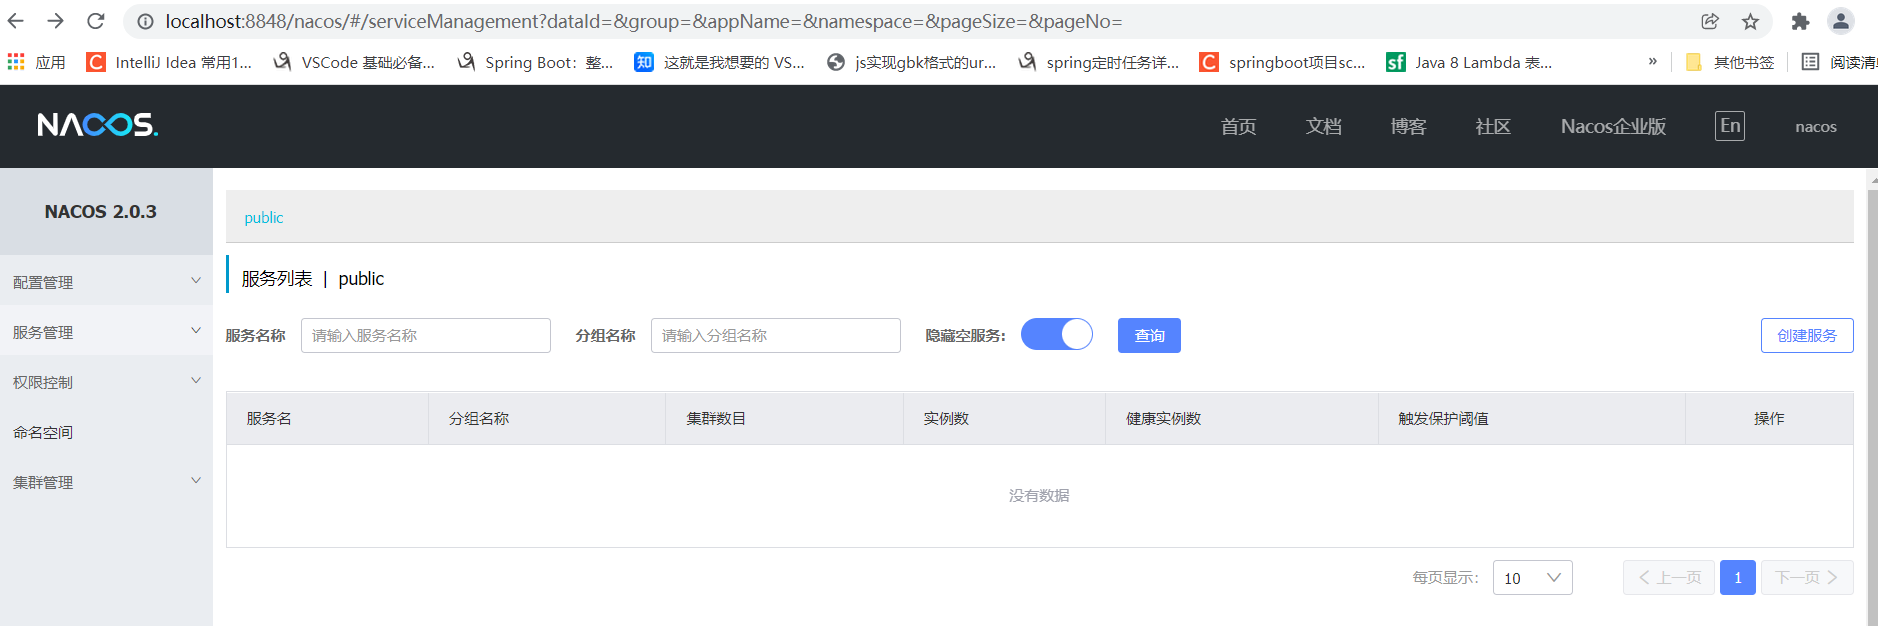 localhost:8848/nacos/#/serviceManagement?dataId=&group=&appName=&namespace=&pageSize=&pageNo=
应用 IntelliJ Idea 常用1... VSCode 基础必备... Spring Boot：整... 知 这就是我想要的 VS... js实现gbk格式的ur... spring定时任务详... C springboot项目sc... sf Java 8 Lambda 表... » 其他书签 阅读清
NACOS. 首页 文档 博客 社区 Nacos企业版 En nacos
NACOS 2.0.3
配置管理
服务管理
权限控制
命名空间
集群管理
public
服务列表 | public
服务名称 请输入服务名称 分组名称 请输入分组名称 隐藏空服务: 查询 创建服务
服务名 分组名称 集群数目 实例数 健康实例数 触发保护阈值 操作
没有数据
每页显示: 10 上一页 1 下一页